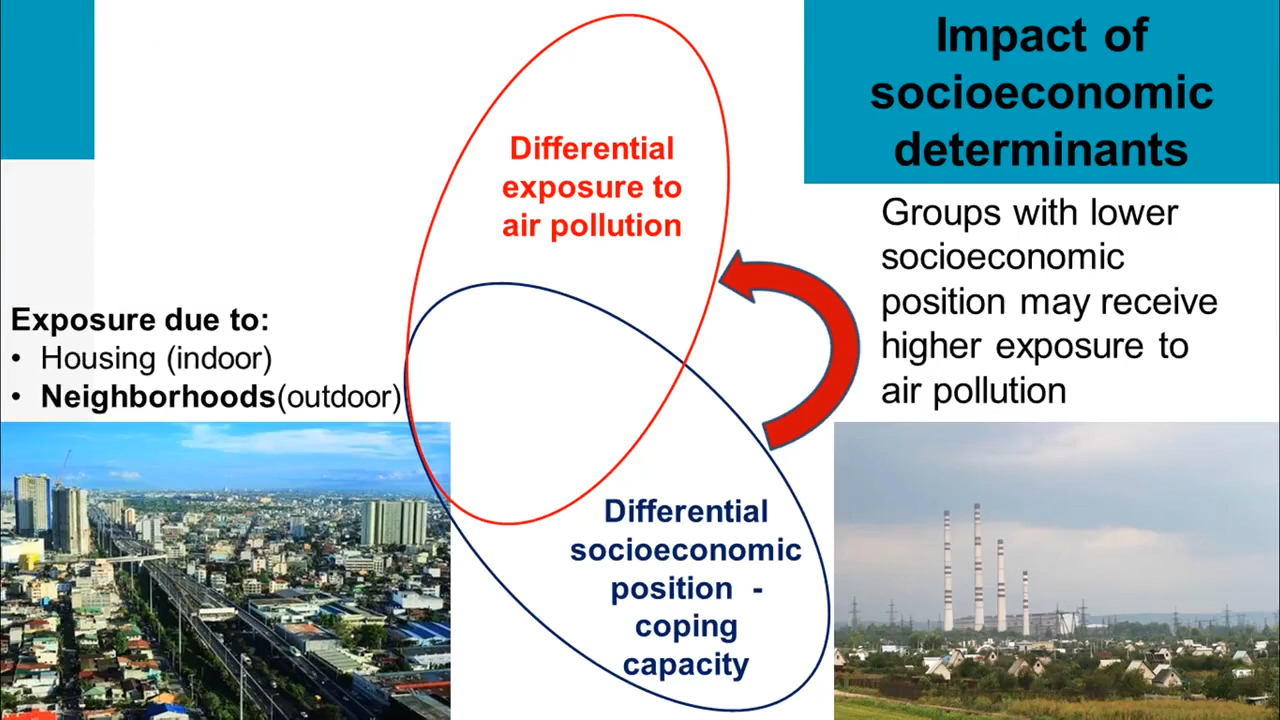 Impact of
socioeconomic
determinants
Differential
exposure to
air pollution
Groups with lower
socioeconomic
position may receive
higher exposure to
air pollution
Exposure due to:
• Housing (indoor)
• Neighborhoods(outdoor)
Differential
socioeconomic
position -
coping
capacity